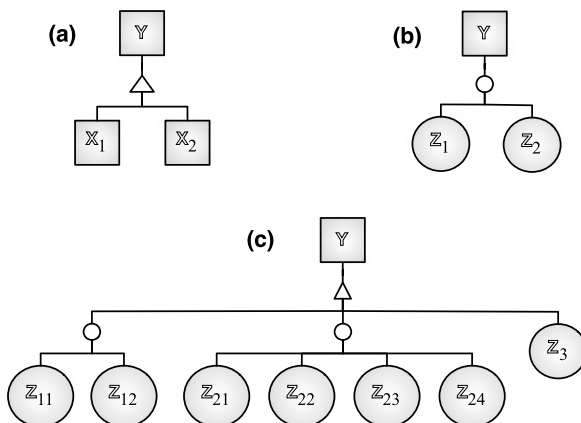 (a) 𝕐 (b) 𝕐
𝕏₁ 𝕏₂ ℤ₁ ℤ₂
(c) 𝕐
ℤ₃
ℤ₁₁ ℤ₁₂ ℤ₂₁ ℤ₂₂ ℤ₂₃ ℤ₂₄